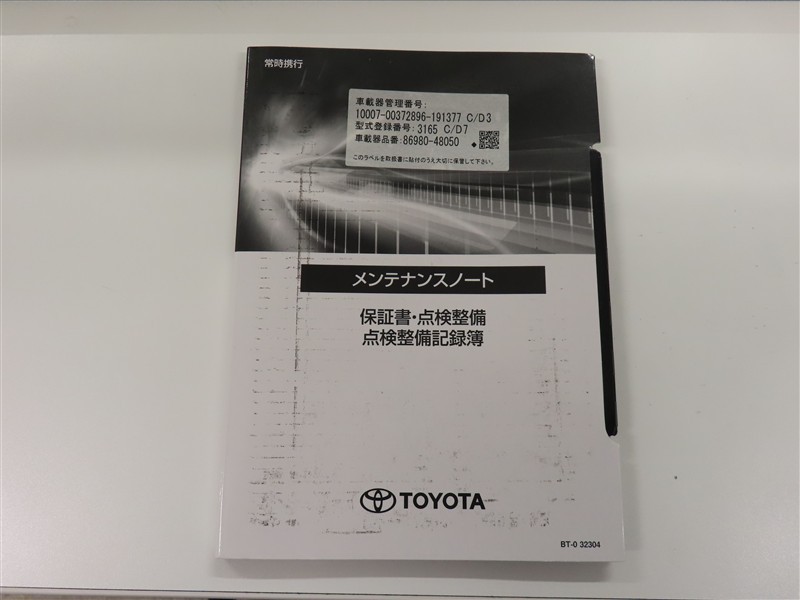 常時携行
車載器管理番号:
10007-00372896-191377 C/D3
型式登録番号: 3165 C/D7
車載器品番: 86980-48050
このラベルを取扱書に貼付のうえ大切に保管して下さい。
メンテナンスノート
保証書・点検整備
点検整備記録簿
TOYOTA
BT-0 32304